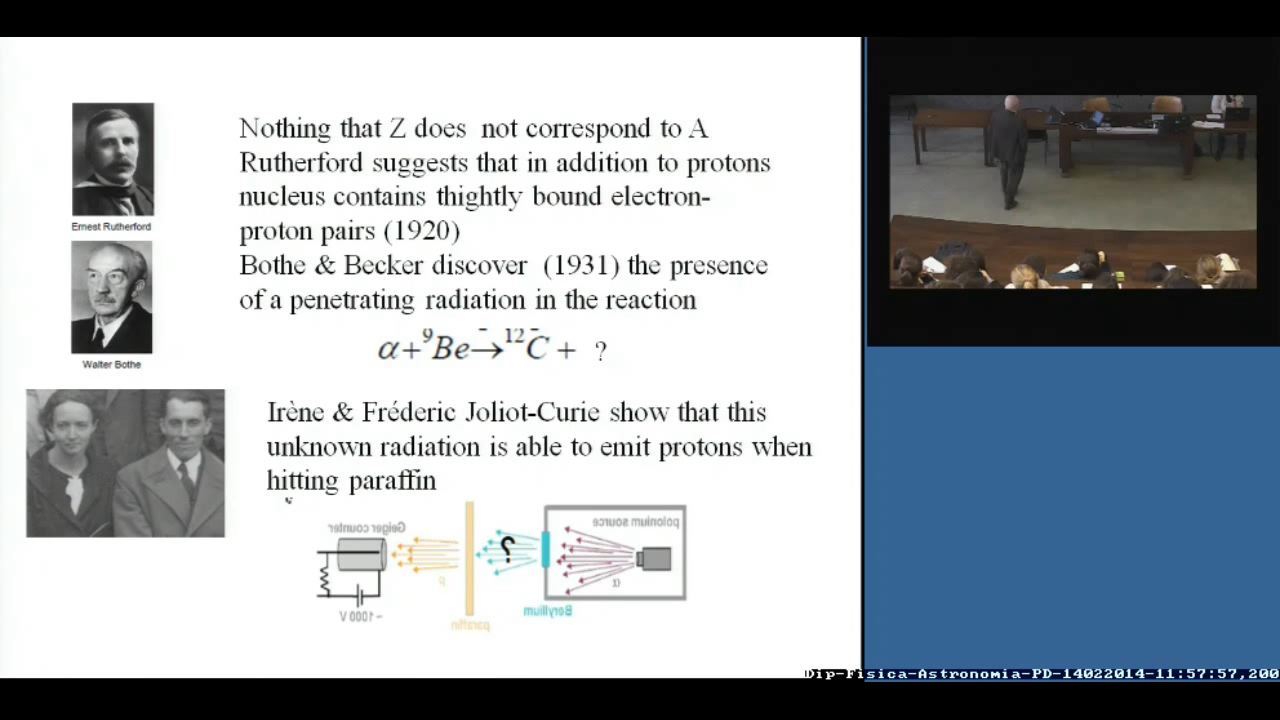 Nothing that Z does not correspond to A
Rutherford suggests that in addition to protons
nucleus contains thightly bound electron-
proton pairs (1920)
Ernest Rutherford
Bothe & Becker discover (1931) the presence
of a penetrating radiation in the reaction
α+⁹Be→¹²C+ ?
Walter Bothe
Irène & Fréderic Joliot-Curie show that this
unknown radiation is able to emit protons when
hitting paraffin
Geiger counter
polonium source
?
p
α
~ 1000 V
paraffin
Beryllium
Dip-Fisica-Astronomia-PD-14022014-11:57:57,200